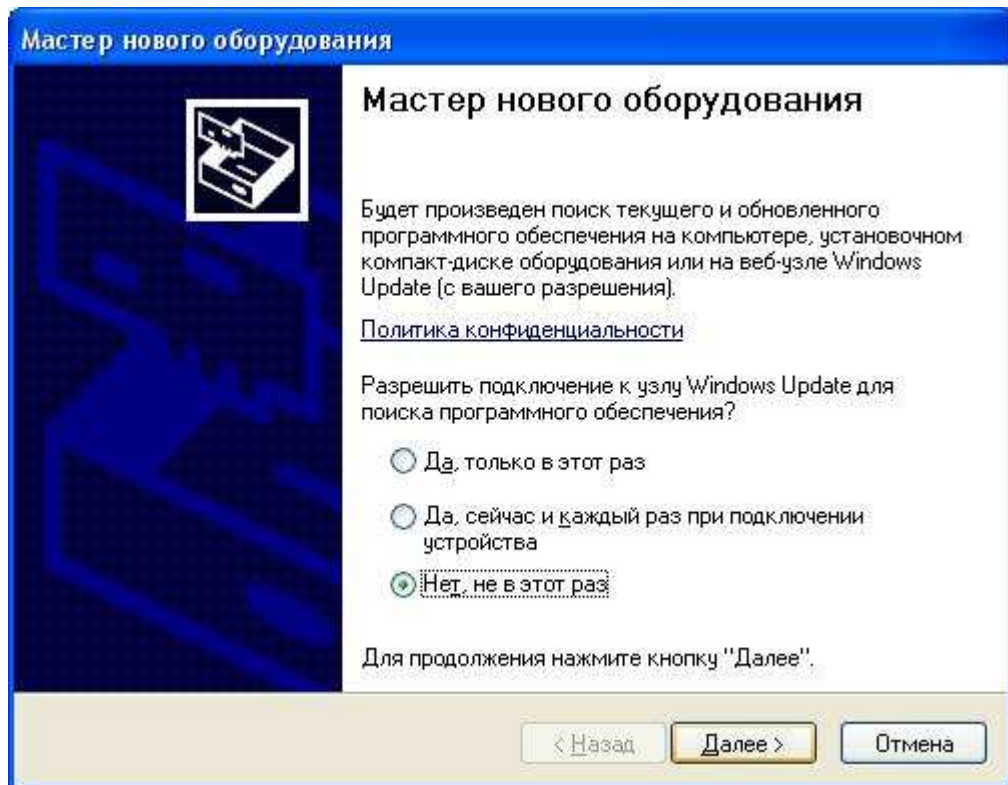 Мастер нового оборудования
Мастер нового оборудования
Будет произведен поиск текущего и обновленного
программного обеспечения на компьютере, установочном
компакт-диске оборудования или на веб-узле Windows
Update (с вашего разрешения).
Политика конфиденциальности
Разрешить подключение к узлу Windows Update для
поиска программного обеспечения?
Да, только в этот раз
Да, сейчас и каждый раз при подключении
устройства
Нет, не в этот раз
Для продолжения нажмите кнопку "Далее".
< Назад
Далее >
Отмена